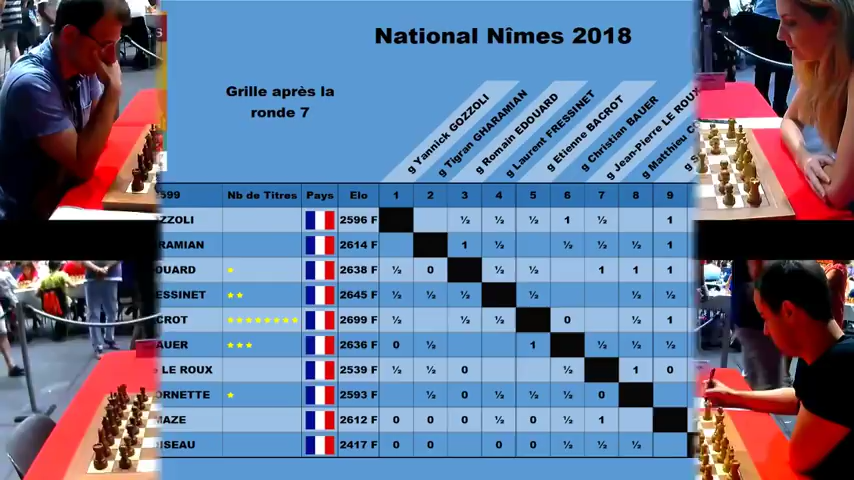 National Nîmes 2018
Grille après la
ronde 7
g Yannick GOZZOLI
g Tigran GHARAMIAN
g Romain EDOUARD
g Laurent FRESSINET
g Etienne BACROT
g Christian BAUER
g Jean-Pierre LE ROUX
g Matthieu
2599 Nb de Titres Pays Elo 1 2 3 4 5 6 7 8 9
ZZOLI 2596 F ½ ½ ½ 1 ½ 1
RAMIAN 2614 F 1 ½ ½ ½ ½ 1
OUARD ★ 2638 F ½ 0 ½ ½ 1 1 1
ESSINET ★★ 2645 F ½ ½ ½ ½ ½ ½
CROT ★★★★★★★★ 2699 F ½ ½ ½ 0 ½ 1
AUER ★★★ 2636 F 0 ½ 1 ½ ½ ½
LE ROUX 2539 F ½ ½ 0 ½ 1 0
ORNETTE ★ 2593 F ½ 0 ½ ½ ½ 0
MAZE 2612 F 0 0 0 ½ 0 ½ 1
ISEAU 2417 F 0 0 0 0 ½ ½ ½